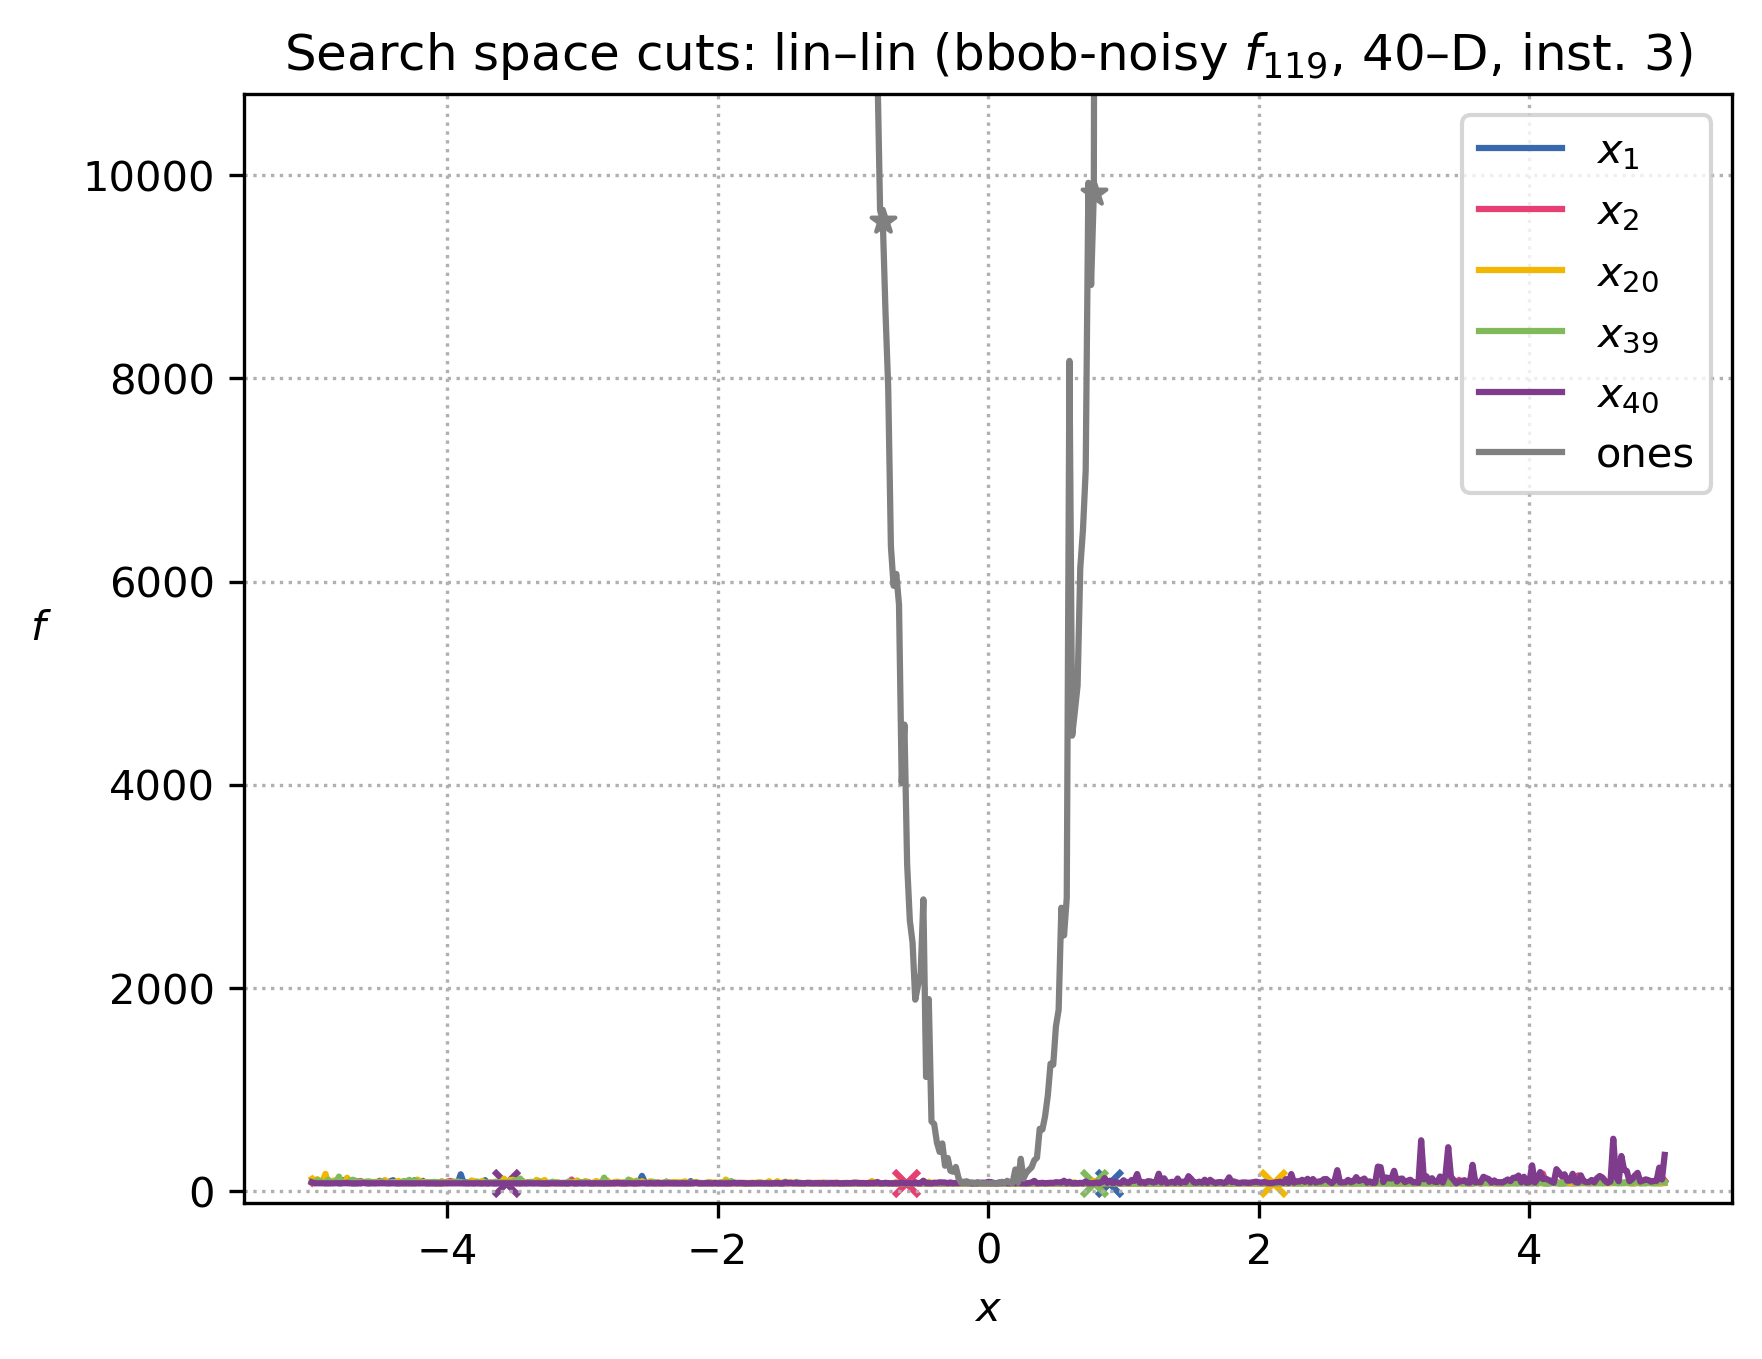 Search space cuts: lin–lin (bbob-noisy f₁₁₉, 40–D, inst. 3)
10000
8000
6000
4000
2000
0
f
−4
−2
0
2
4
x
x₁
x₂
x₂₀
x₃₉
x₄₀
ones